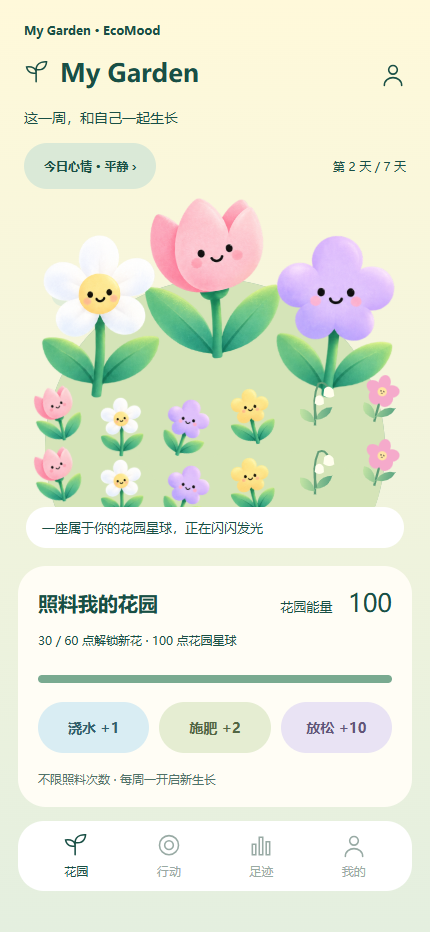 My Garden • EcoMood
My Garden
这一周，和自己一起生长
今日心情 • 平静 ›
第 2 天 / 7 天
一座属于你的花园星球，正在闪闪发光
照料我的花园
花园能量 100
30 / 60 点解锁新花 · 100 点花园星球
浇水 +1
施肥 +2
放松 +10
不限照料次数 · 每周一开启新生长
花园
行动
足迹
我的